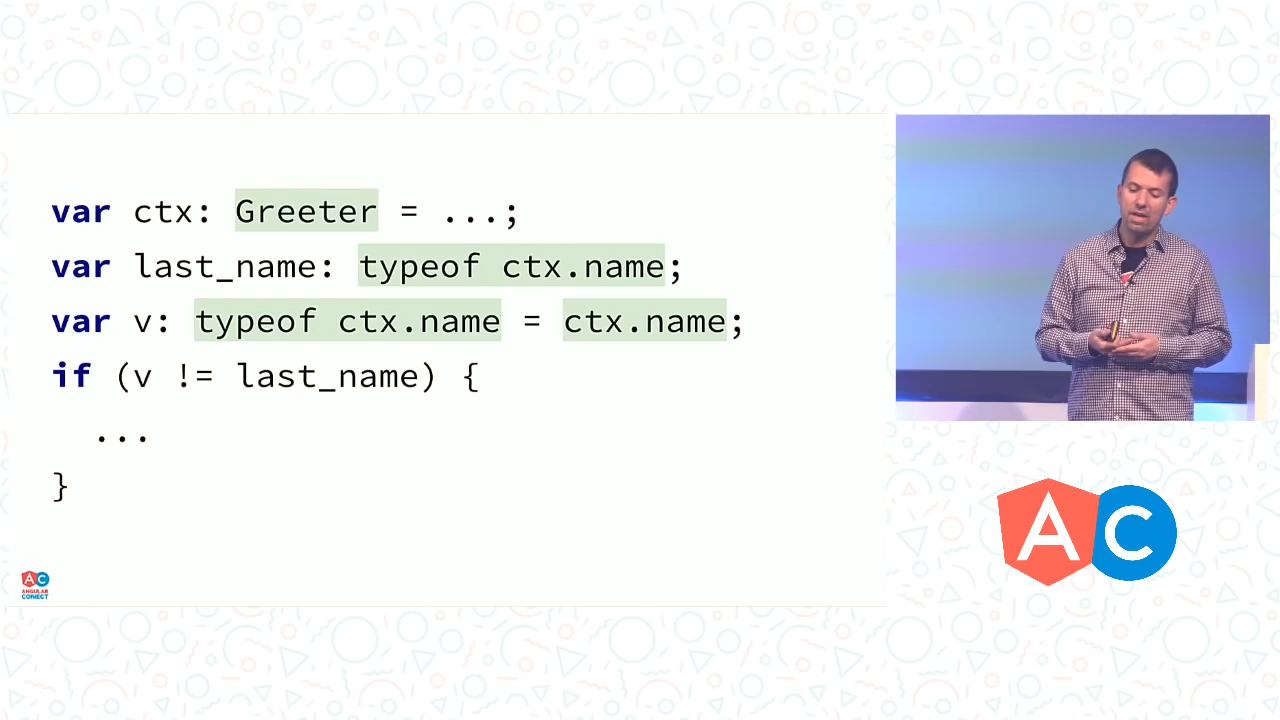 var ctx: Greeter = ...;
var last_name: typeof ctx.name;
var v: typeof ctx.name = ctx.name;
if (v != last_name) {
...
}
AC
ANGULAR
CONNECT
AC